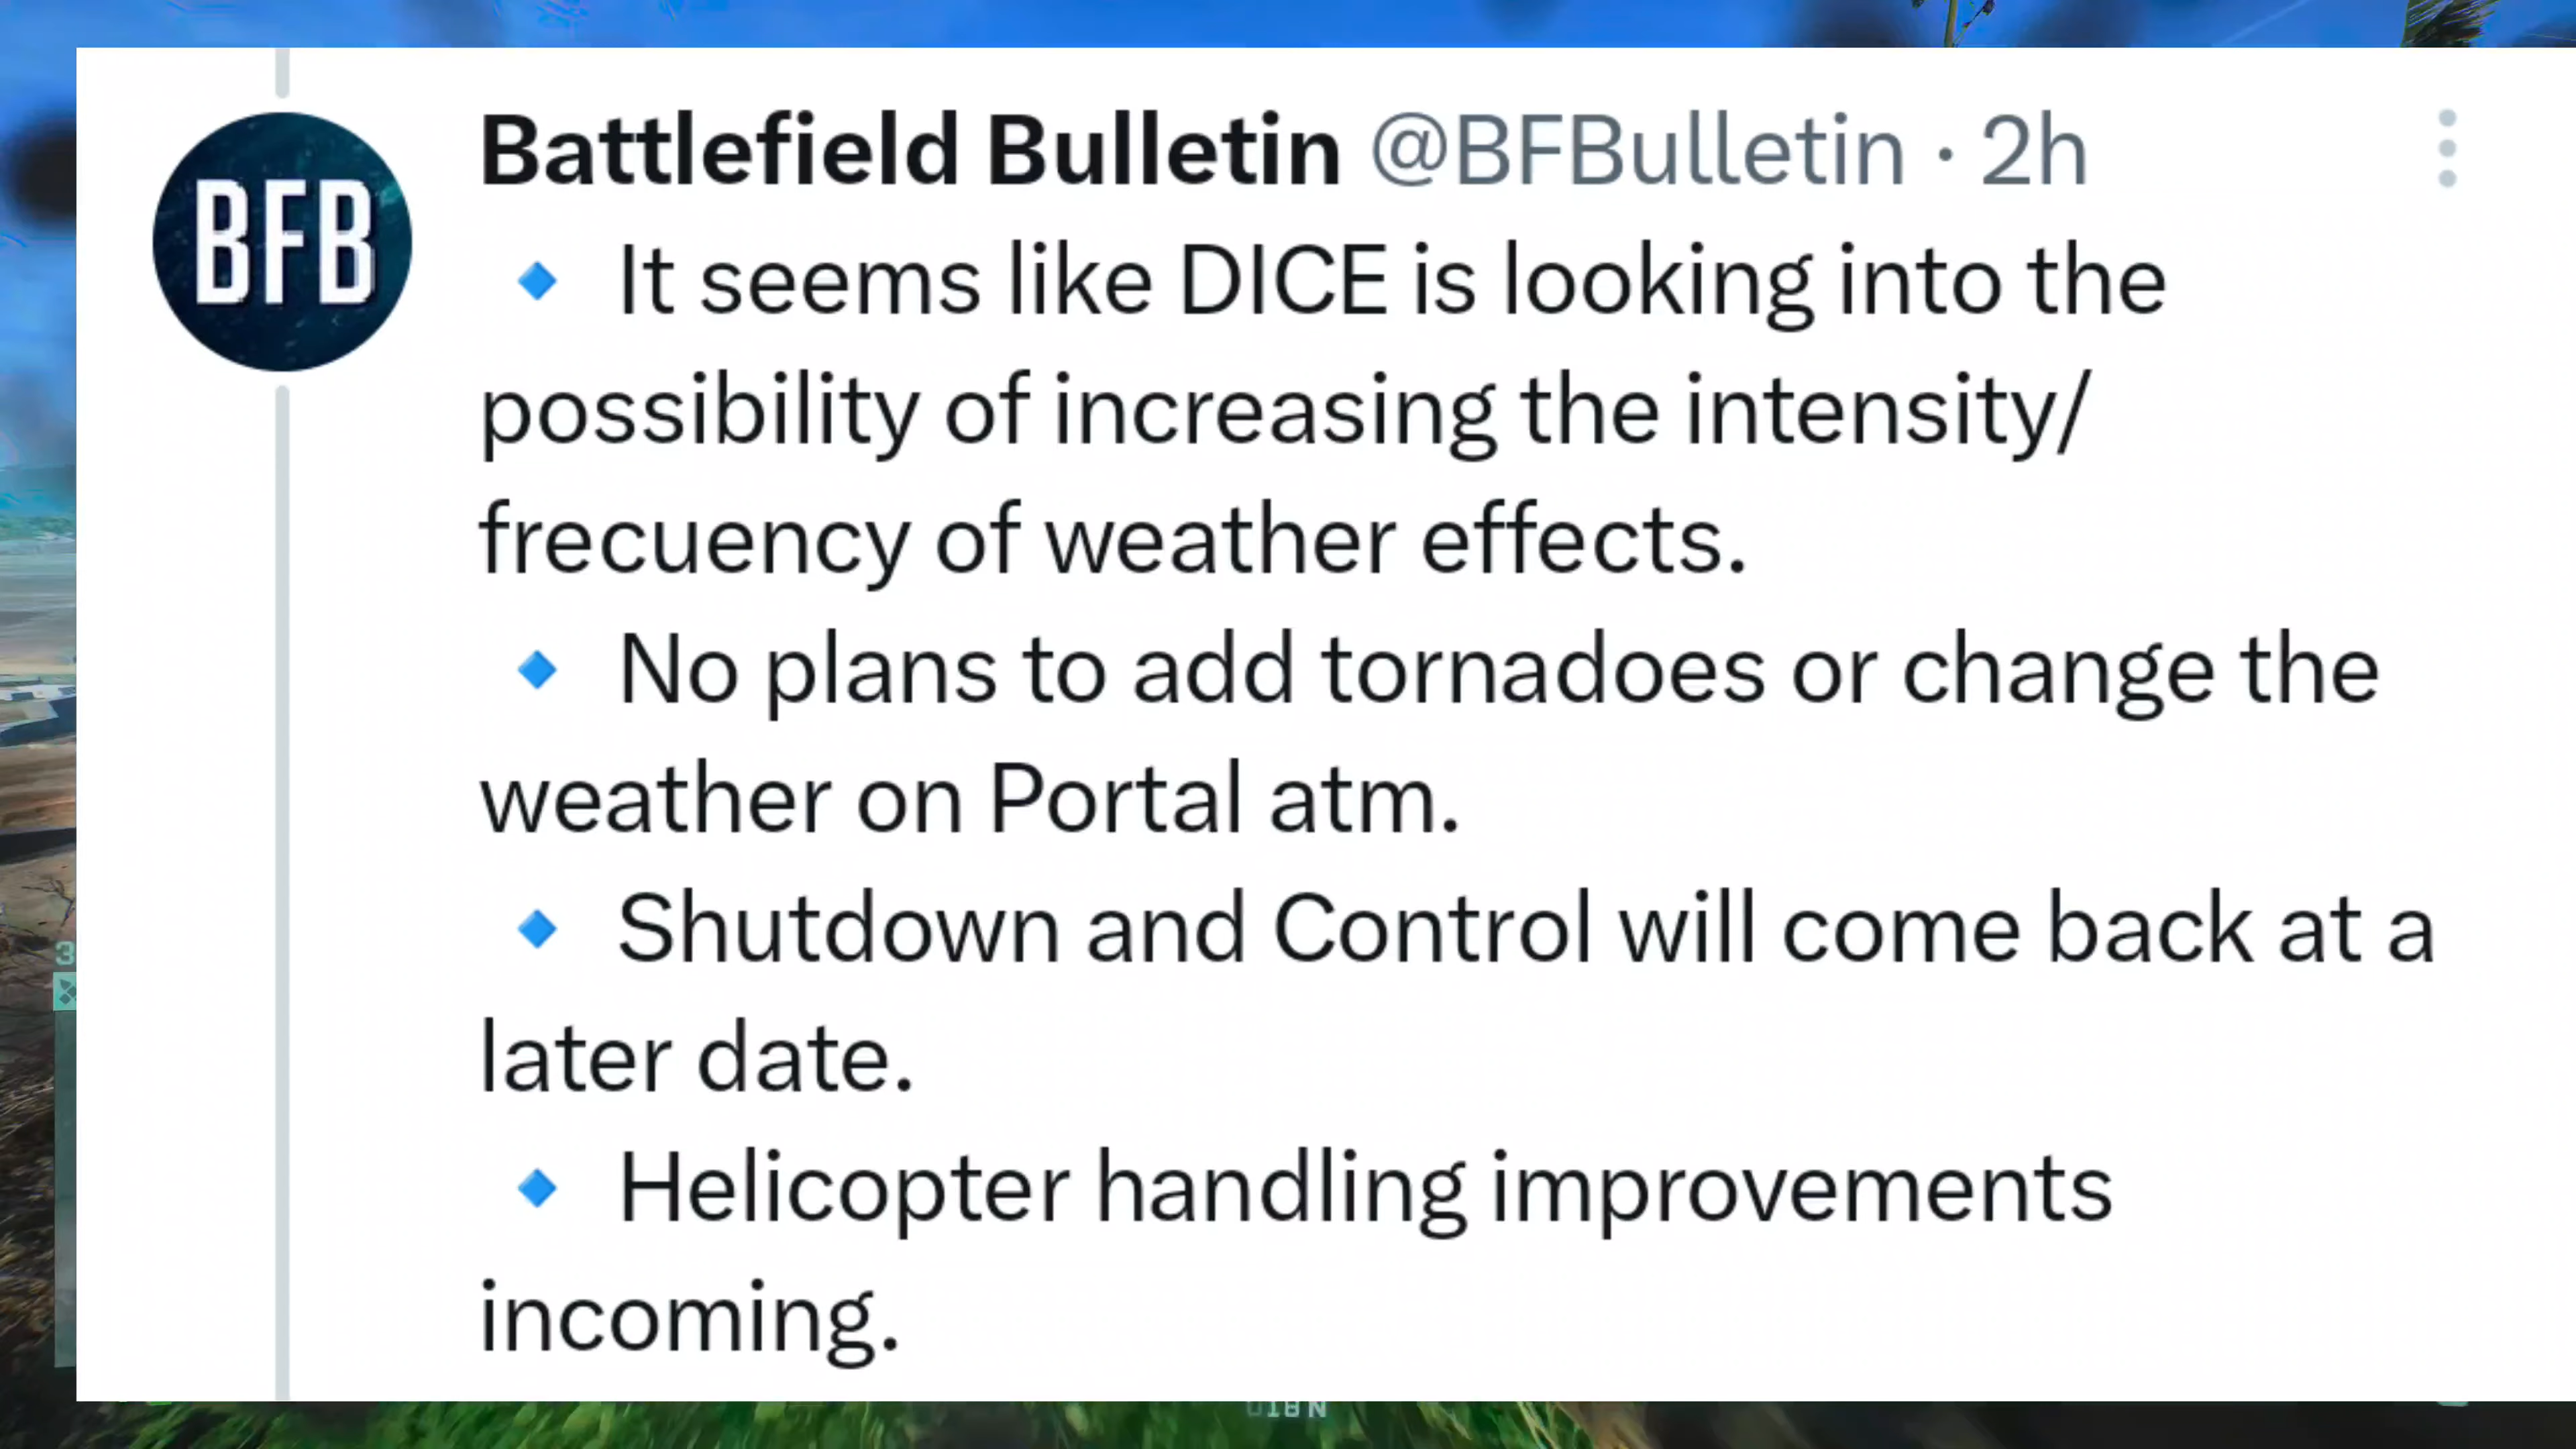 Battlefield Bulletin @BFBulletin · 2h
BFB
🔹 It seems like DICE is looking into the
possibility of increasing the intensity/
frecuency of weather effects.
🔹 No plans to add tornadoes or change the
weather on Portal atm.
🔹 Shutdown and Control will come back at a
later date.
🔹 Helicopter handling improvements
incoming.
3